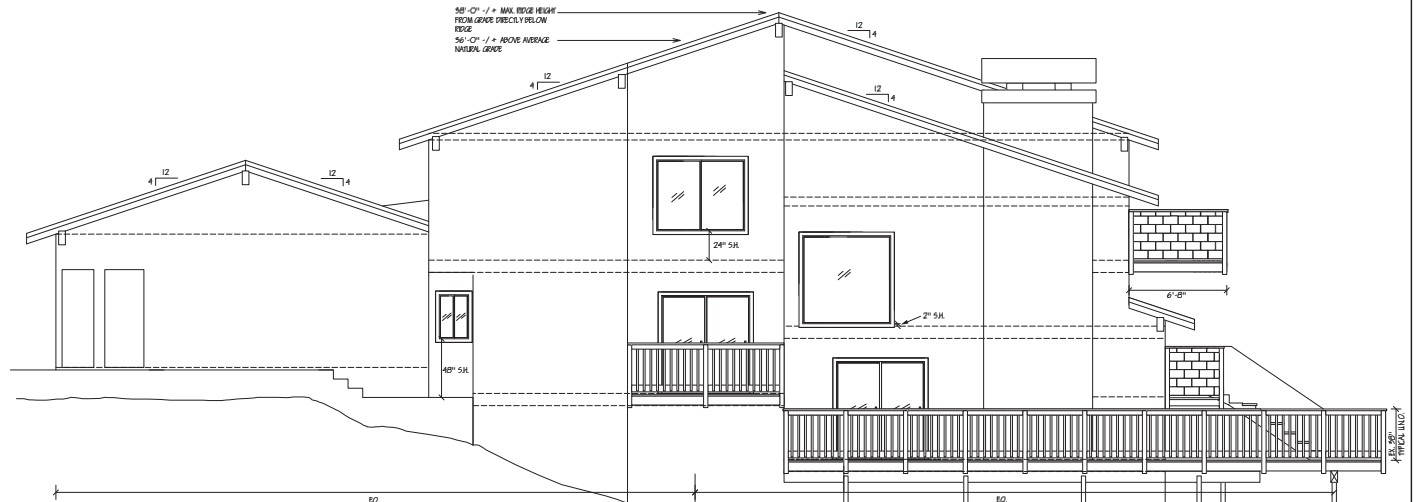 38'-0" -/+ MAX. RIDGE HEIGHT
FROM GRADE DIRECTLY BELOW
RIDGE
36'-0" -/+ ABOVE AVERAGE
NATURAL GRADE
12
4
12
4
12
4
12
4
12
4
24" S.H.
6'-8"
2" S.H.
48" S.H.
EX. 38"
TYPICAL U.N.O.